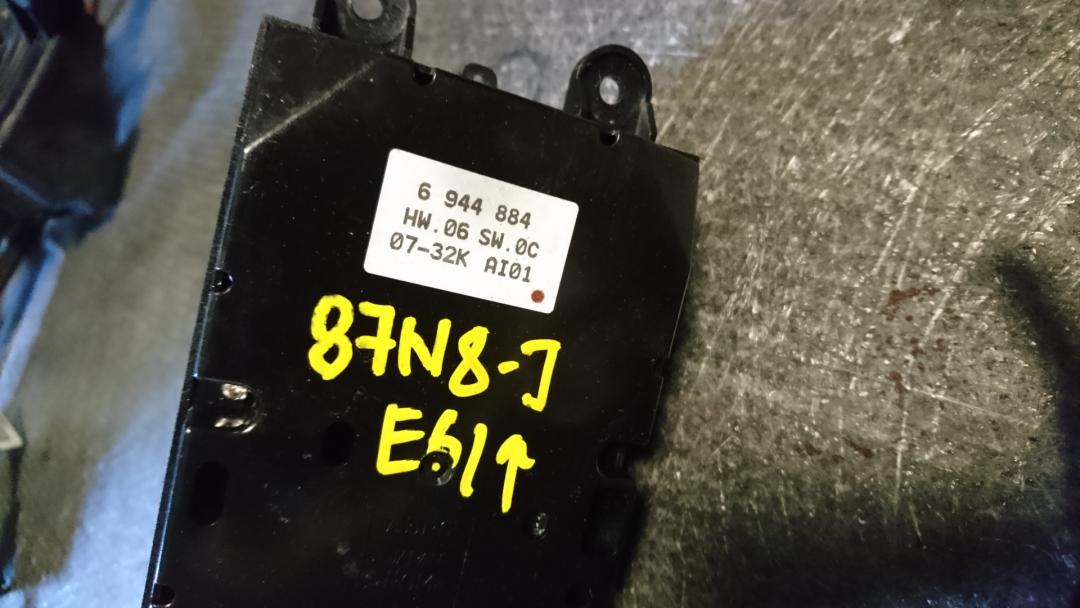 6 944 884
HW.06 SW.0C
07-32K AI01
87N8-J
E61↑